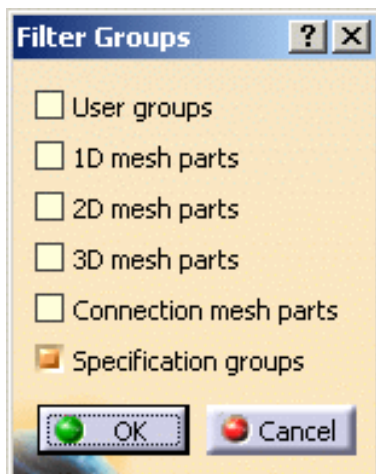 Filter Groups
User groups
1D mesh parts
2D mesh parts
3D mesh parts
Connection mesh parts
Specification groups
OK Cancel